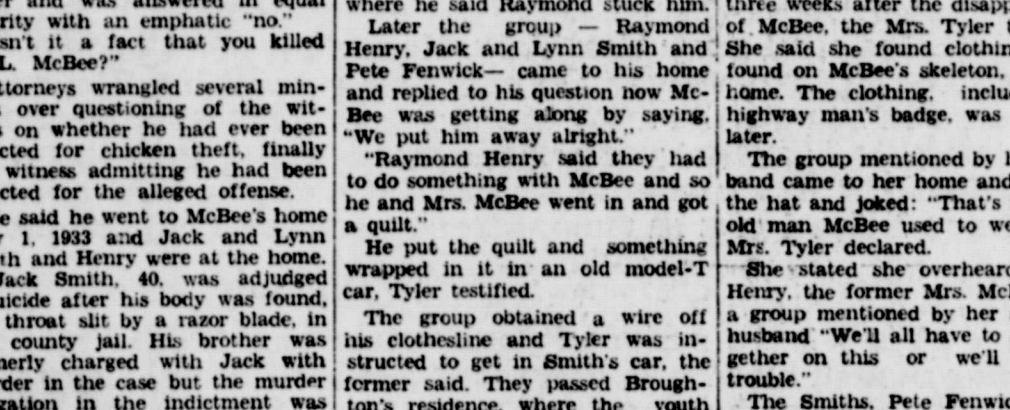 and was answered in equal
rity with an emphatic "no."
sn't it a fact that you killed
L. McBee?"
ttorneys wrangled several min-
over questioning of the wit-
on whether he had ever been
cted for chicken theft, finally
witness admitting he had been
cted for the alleged offense.
e said he went to McBee's home
1, 1933 and Jack and Lynn
th and Henry were at the home.
Jack Smith, 40, was adjudged
uicide after his body was found,
throat slit by a razor blade, in
county jail. His brother was
merly charged with Jack with
der in the case but the murder
gation in the indictment was
where he said Raymond stuck him.
Later the group — Raymond
Henry, Jack and Lynn Smith and
Pete Fenwick— came to his home
and replied to his question now Mc-
Bee was getting along by saying,
"We put him away alright."
"Raymond Henry said they had
to do something with McBee and so
he and Mrs. McBee went in and got
a quilt."
He put the quilt and something
wrapped in it in an old model-T
car, Tyler testified.
The group obtained a wire off
his clothesline and Tyler was in-
structed to get in Smith's car, the
former said. They passed Brough-
ton's residence, where the youth
three weeks after the disapp
of McBee, the Mrs. Tyler
She said she found clothin
found on McBee's skeleton,
home. The clothing, inclu
highway man's badge, was
later.
The group mentioned by h
band came to her home and
the hat and joked: "That's
old man McBee used to we
Mrs. Tyler declared.
She stated she overheard
Henry, the former Mrs. Mc
a group mentioned by her
husband "We'll all have to
gether on this or we'll
trouble."
The Smiths, Pete Fenwic